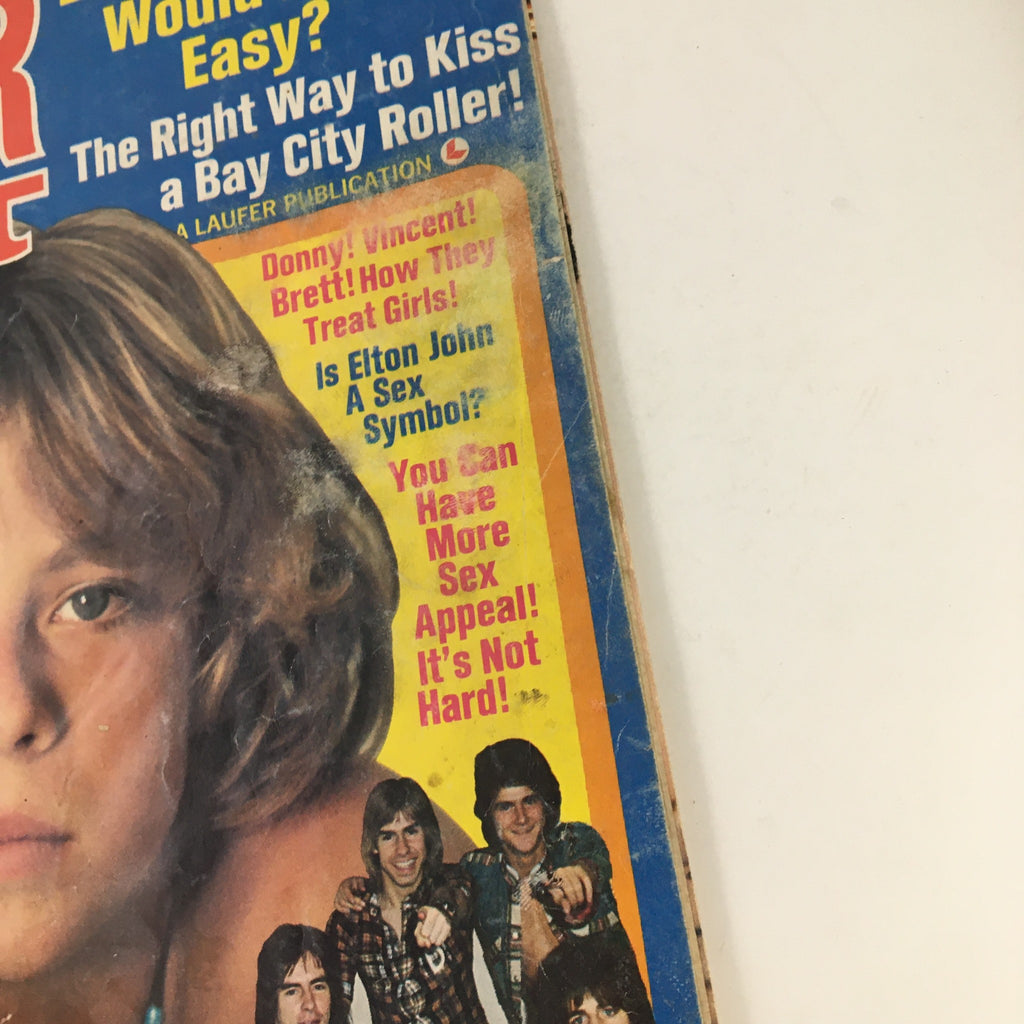 R
Would
Easy?
The Right Way to Kiss
a Bay City Roller!
A LAUFER PUBLICATION L
Donny! Vincent!
Brett! How They
Treat Girls!
Is Elton John
A Sex
Symbol?
You Can
Have
More
Sex
Appeal!
It's Not
Hard!